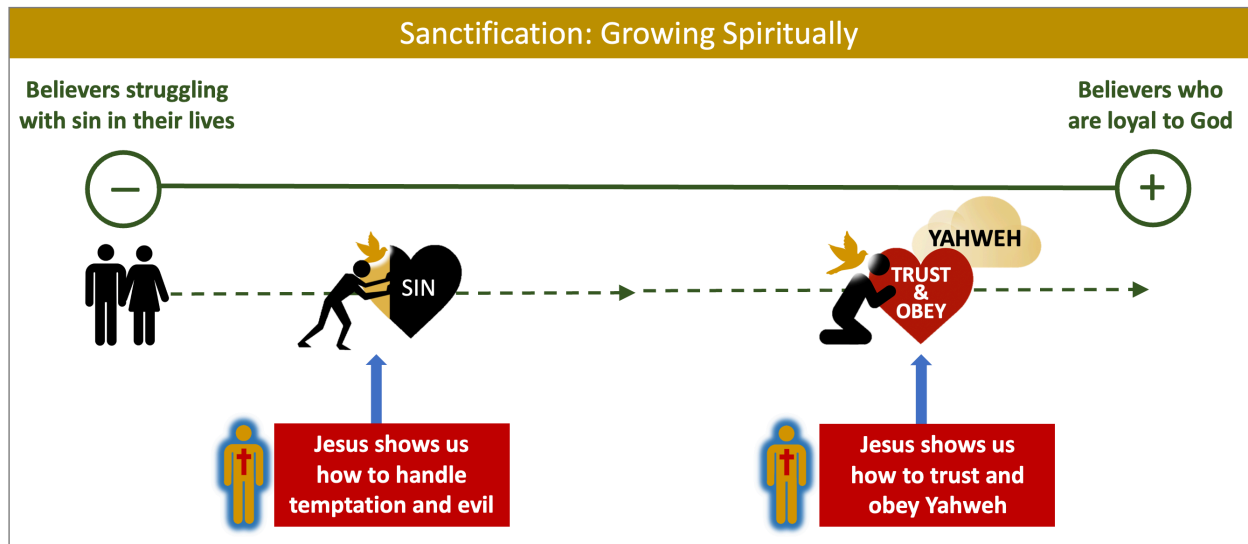 Sanctification: Growing Spiritually
Believers struggling
with sin in their lives
Believers who
are loyal to God
−
+
YAHWEH
SIN
TRUST
&
OBEY
Jesus shows us
how to handle
temptation and evil
Jesus shows us
how to trust and
obey Yahweh